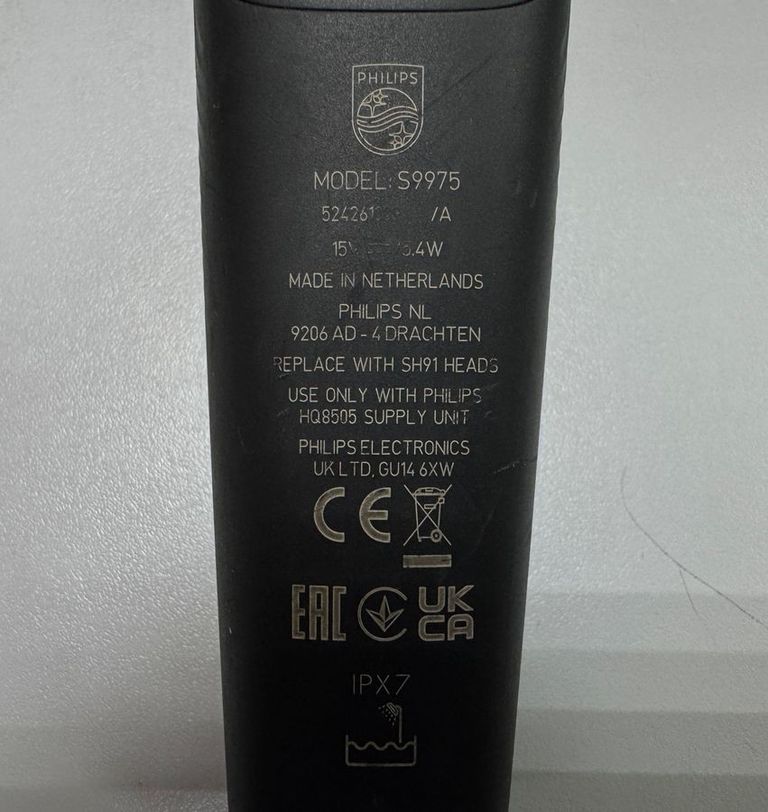 PHILIPS
MODEL: S9975
/A
MADE IN NETHERLANDS
PHILIPS NL
9206 AD - 4 DRACHTEN
REPLACE WITH SH91 HEADS
USE ONLY WITH PHILIPS
HQ8505 SUPPLY UNIT
PHILIPS ELECTRONICS
UK LTD, GU14 6XW
CE
EAC UK
CA
IPX7